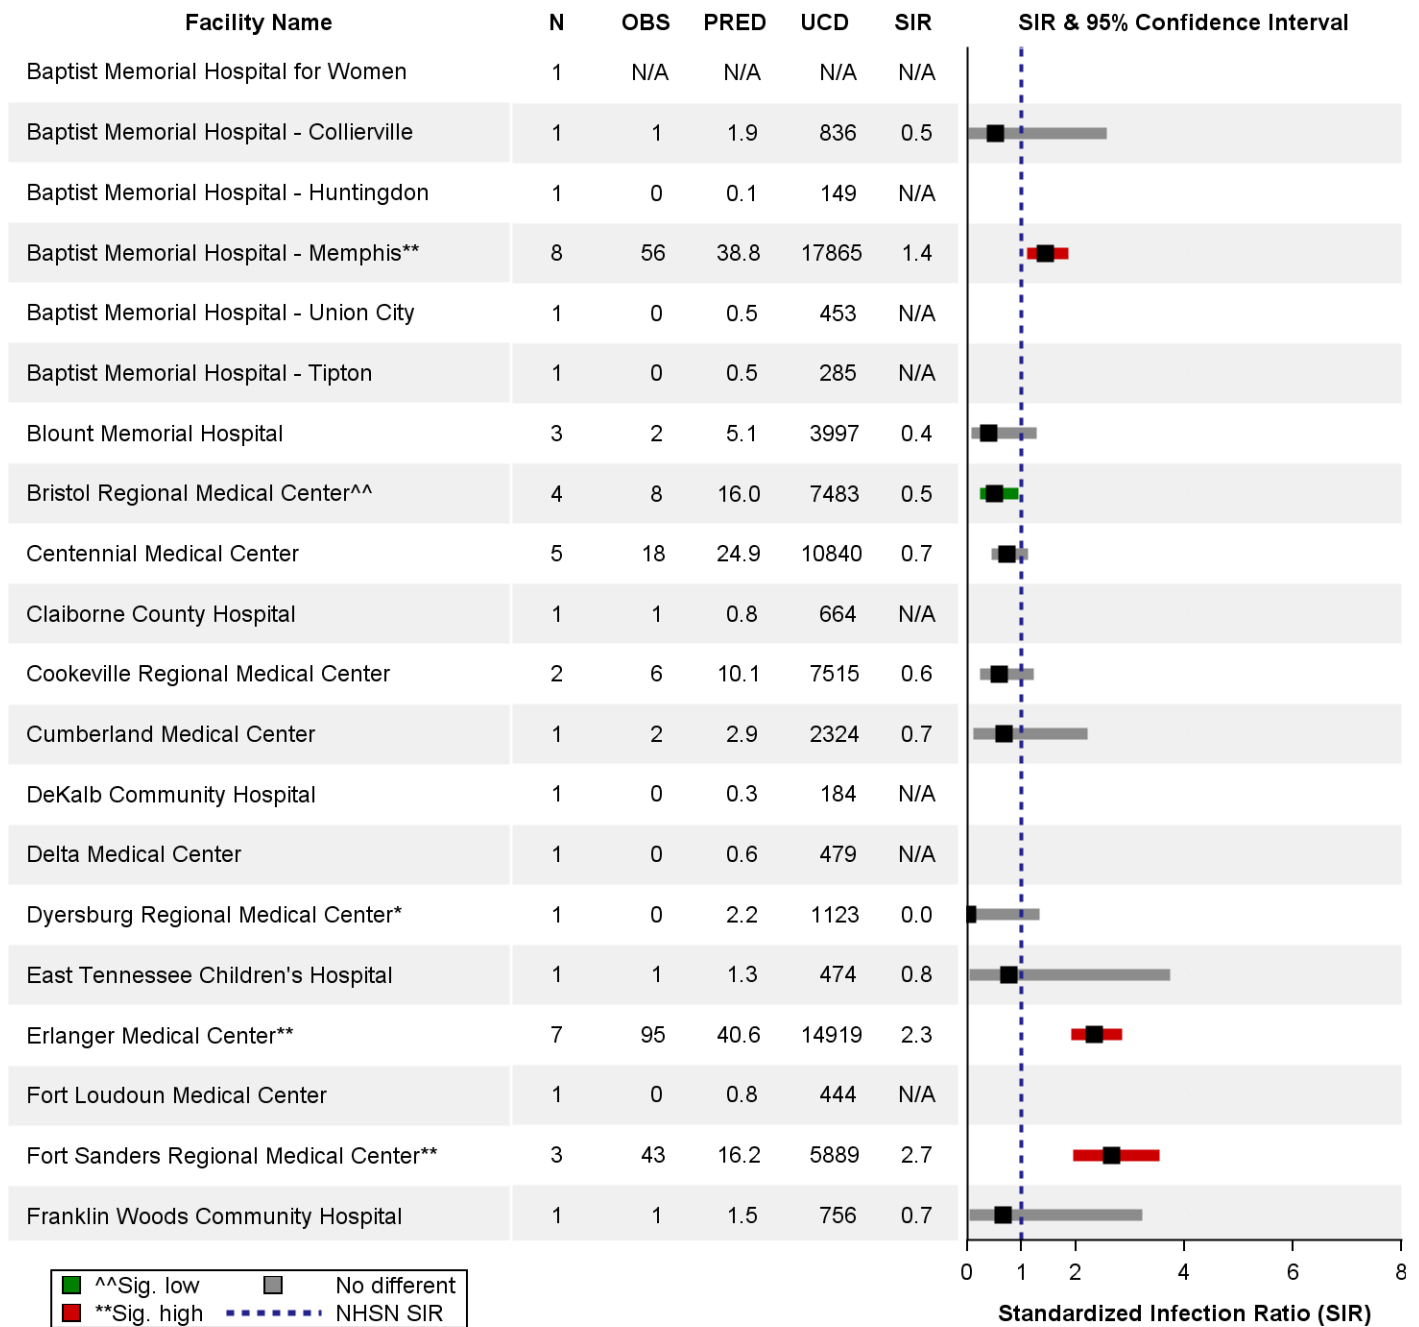 Facility Name N OBS PRED UCD SIR SIR & 95% Confidence Interval
Baptist Memorial Hospital for Women 1 N/A N/A N/A N/A
Baptist Memorial Hospital - Collierville 1 1 1.9 836 0.5
Baptist Memorial Hospital - Huntingdon 1 0 0.1 149 N/A
Baptist Memorial Hospital - Memphis** 8 56 38.8 17865 1.4
Baptist Memorial Hospital - Union City 1 0 0.5 453 N/A
Baptist Memorial Hospital - Tipton 1 0 0.5 285 N/A
Blount Memorial Hospital 3 2 5.1 3997 0.4
Bristol Regional Medical Center^^ 4 8 16.0 7483 0.5
Centennial Medical Center 5 18 24.9 10840 0.7
Claiborne County Hospital 1 1 0.8 664 N/A
Cookeville Regional Medical Center 2 6 10.1 7515 0.6
Cumberland Medical Center 1 2 2.9 2324 0.7
DeKalb Community Hospital 1 0 0.3 184 N/A
Delta Medical Center 1 0 0.6 479 N/A
Dyersburg Regional Medical Center* 1 0 2.2 1123 0.0
East Tennessee Children's Hospital 1 1 1.3 474 0.8
Erlanger Medical Center** 7 95 40.6 14919 2.3
Fort Loudoun Medical Center 1 0 0.8 444 N/A
Fort Sanders Regional Medical Center** 3 43 16.2 5889 2.7
Franklin Woods Community Hospital 1 1 1.5 756 0.7
0 1 2 4 6 8
Standardized Infection Ratio (SIR)
^^Sig. low No different
**Sig. high NHSN SIR